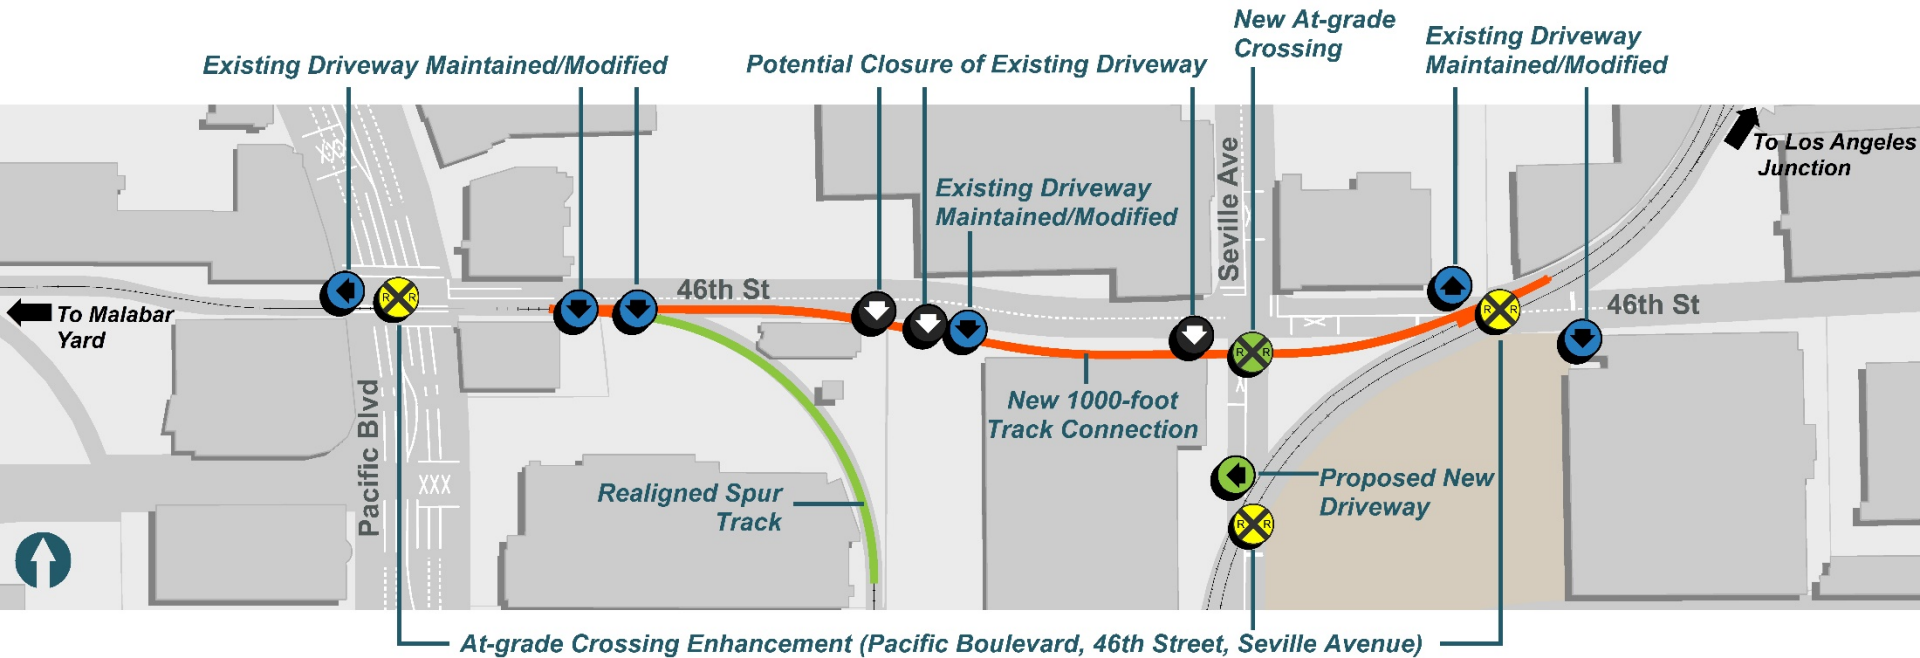 New At-grade
Crossing
Existing Driveway
Maintained/Modified
Existing Driveway Maintained/Modified
Potential Closure of Existing Driveway
To Los Angeles
Junction
Seville Ave
Existing Driveway
Maintained/Modified
46th St
46th St
To Malabar
Yard
R R
R R
R R
New 1000-foot
Track Connection
Pacific Blvd
Realigned Spur
Track
Proposed New
Driveway
R R
At-grade Crossing Enhancement (Pacific Boulevard, 46th Street, Seville Avenue)